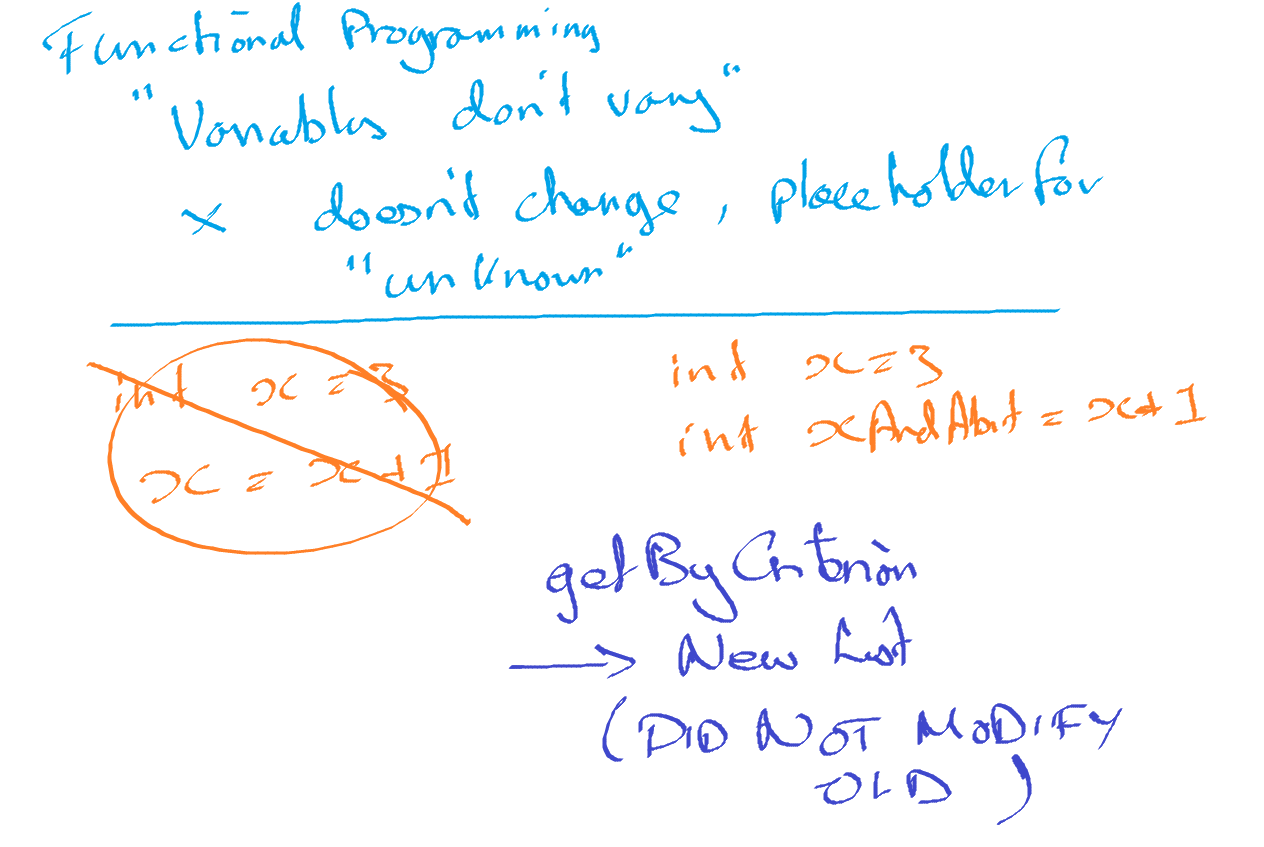 Functional Programming
"Variables don't vary"
x doesn't change, placeholder for
"unknown"
int x = 3
x = x + 1
int x = 3
int xAndAbit = x + 1
getByCriterion
→ New List
(DID NOT MODIFY
OLD)